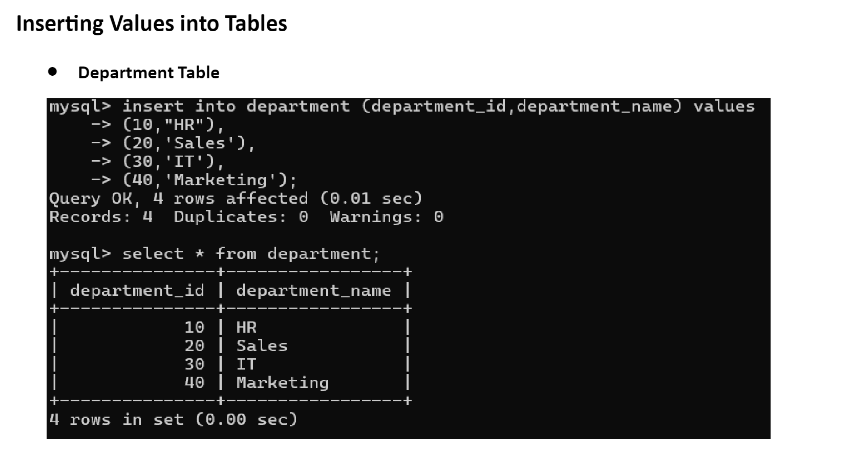 Inserting Values into Tables
● Department Table
mysql> insert into department (department_id,department_name) values
    -> (10,"HR"),
    -> (20,'Sales'),
    -> (30,'IT'),
    -> (40,'Marketing');
Query OK, 4 rows affected (0.01 sec)
Records: 4  Duplicates: 0  Warnings: 0
mysql> select * from department;
+---------------+-----------------+
| department_id | department_name |
+---------------+-----------------+
|            10 | HR              |
|            20 | Sales           |
|            30 | IT              |
|            40 | Marketing       |
+---------------+-----------------+
4 rows in set (0.00 sec)